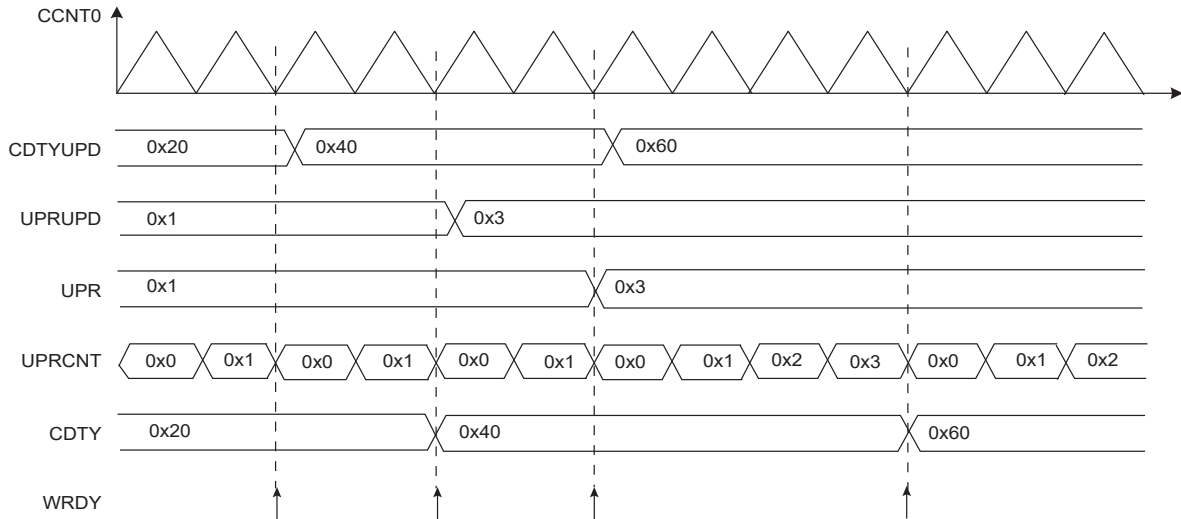 CCNT0
CDTYUPD 0x20 0x40 0x60
UPRUPD 0x1 0x3
UPR 0x1 0x3
UPRCNT 0x0 0x1 0x0 0x1 0x0 0x1 0x0 0x1 0x2 0x3 0x0 0x1 0x2
CDTY 0x20 0x40 0x60
WRDY